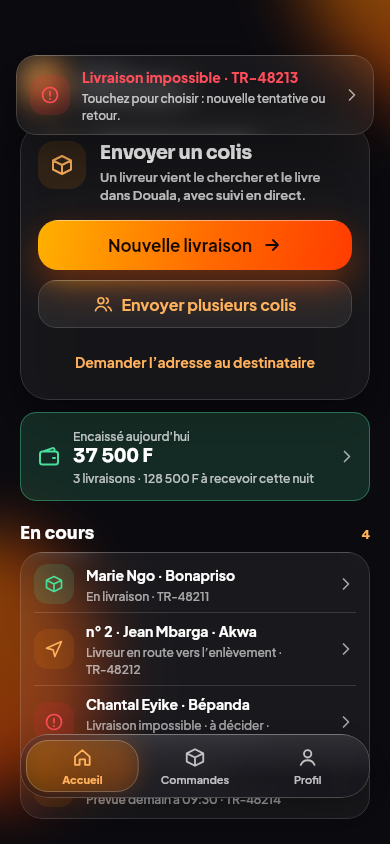 Livraison impossible · TR-48213
Touchez pour choisir : nouvelle tentative ou
retour.
Envoyer un colis
Un livreur vient le chercher et le livre
dans Douala, avec suivi en direct.
Nouvelle livraison →
Envoyer plusieurs colis
Demander l’adresse au destinataire
Encaissé aujourd’hui
37 500 F
3 livraisons · 128 500 F à recevoir cette nuit
En cours
4
Marie Ngo · Bonapriso
En livraison · TR-48211
n° 2 · Jean Mbarga · Akwa
Livreur en route vers l’enlèvement ·
TR-48212
Chantal Eyike · Bépanda
Livraison impossible · à décider ·
Prévue demain à 09:30 · TR-48214
Accueil
Commandes
Profil